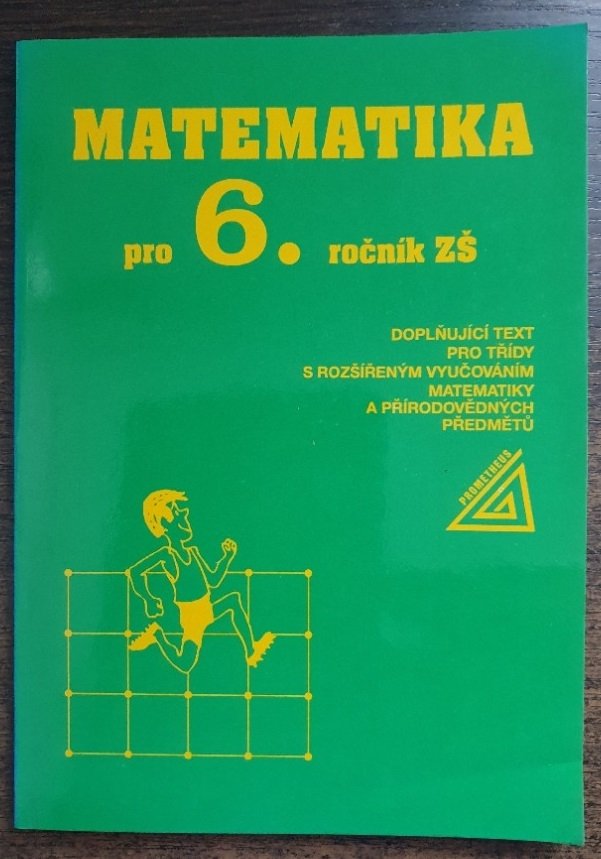 MATEMATIKA
pro 6. ročník ZŠ
DOPLŇUJÍCÍ TEXT
PRO TŘÍDY
S ROZŠÍŘENÝM VYUČOVÁNÍM
MATEMATIKY
A PŘÍRODOVĚDNÝCH
PŘEDMĚTŮ
PROMETHEUS